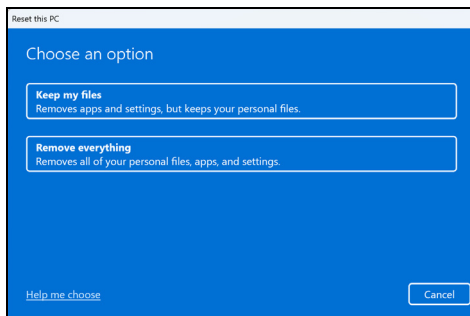 Reset this PC
Choose an option
Keep my files
Removes apps and settings, but keeps your personal files.
Remove everything
Removes all of your personal files, apps, and settings.
Help me choose
Cancel